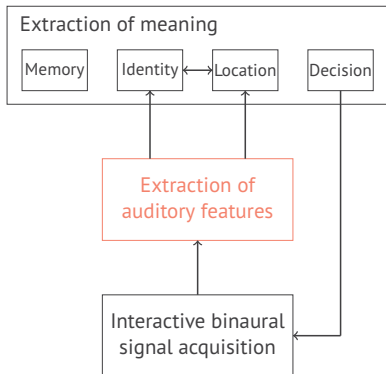 Extraction of meaning
Memory
Identity
Location
Decision
Extraction of
auditory features
Interactive binaural
signal acquisition